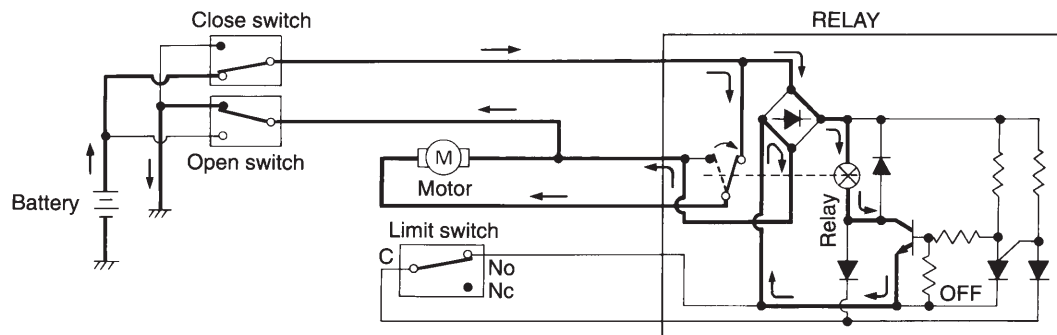 Close switch
RELAY
Open switch
M
Motor
Battery
Relay
Limit switch
C
No
Nc
OFF